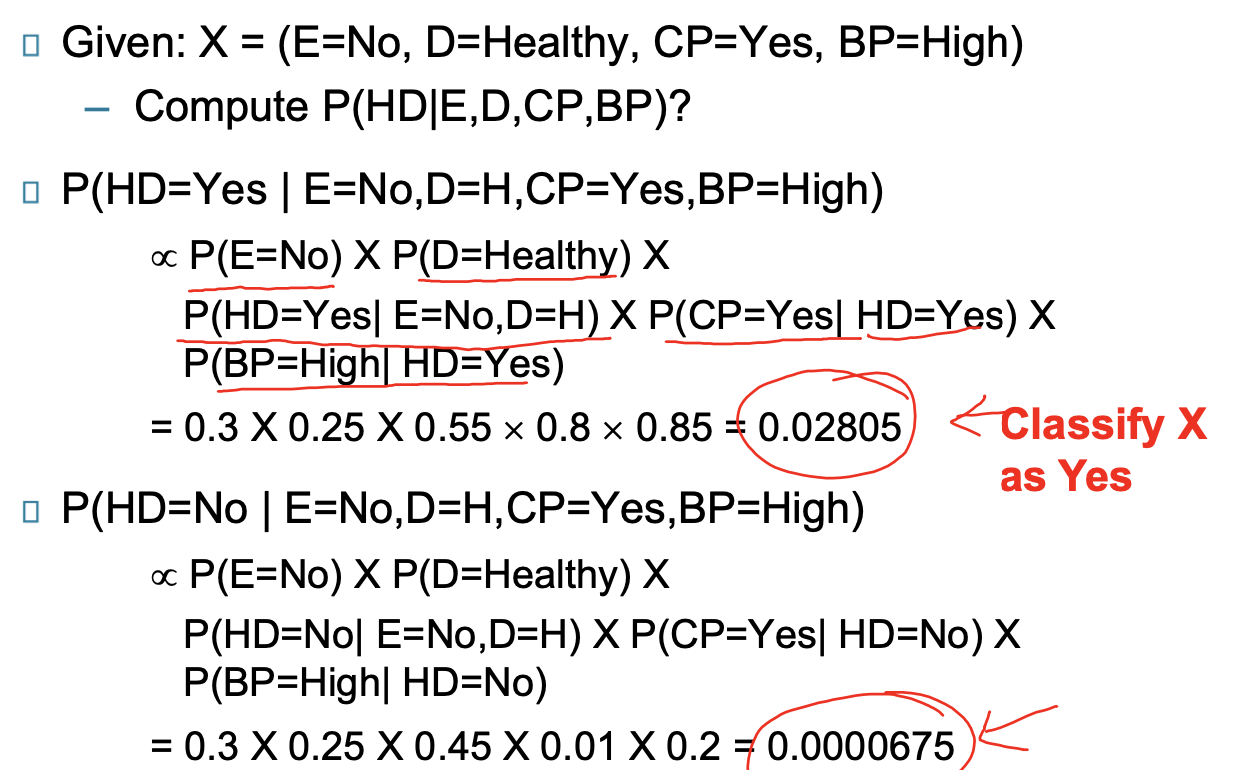 Given: X = (E=No, D=Healthy, CP=Yes, BP=High)
– Compute P(HD|E,D,CP,BP)?
P(HD=Yes | E=No,D=H,CP=Yes,BP=High)
∝ P(E=No) X P(D=Healthy) X
P(HD=Yes| E=No,D=H) X P(CP=Yes| HD=Yes) X
P(BP=High| HD=Yes)
= 0.3 X 0.25 X 0.55 × 0.8 × 0.85 = 0.02805
Classify X
as Yes
P(HD=No | E=No,D=H,CP=Yes,BP=High)
∝ P(E=No) X P(D=Healthy) X
P(HD=No| E=No,D=H) X P(CP=Yes| HD=No) X
P(BP=High| HD=No)
= 0.3 X 0.25 X 0.45 X 0.01 X 0.2 = 0.0000675